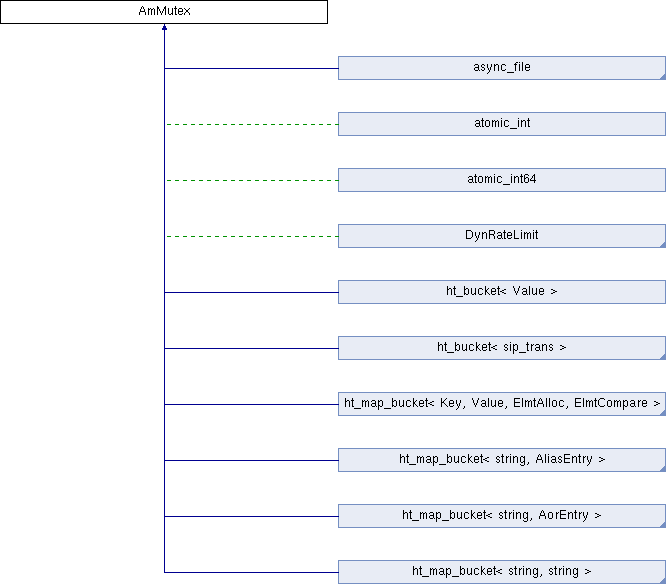 AmMutex
async_file
atomic_int
atomic_int64
DynRateLimit
ht_bucket< Value >
ht_bucket< sip_trans >
ht_map_bucket< Key, Value, ElmtAlloc, ElmtCompare >
ht_map_bucket< string, AliasEntry >
ht_map_bucket< string, AorEntry >
ht_map_bucket< string, string >